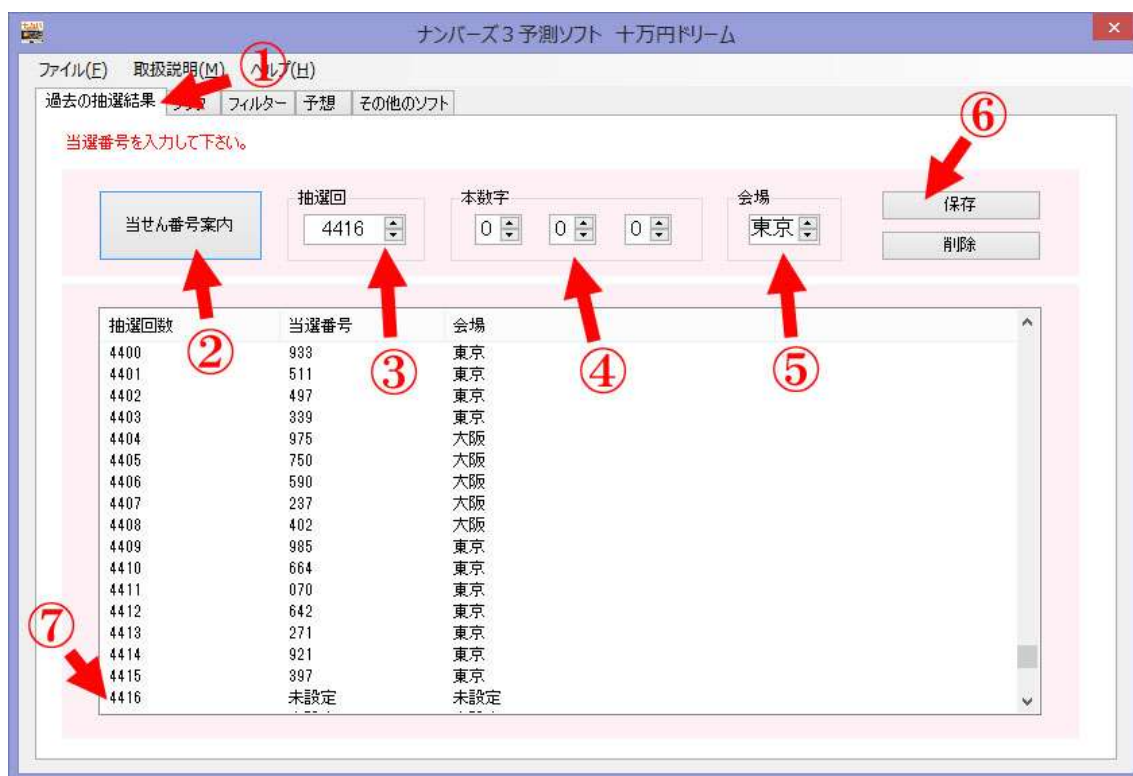 ナンバーズ3予測ソフト 十万円ドリーム
ファイル(F) 取扱説明(M) ヘルプ(H)
①
過去の抽選結果 フィルター 予想 その他のソフト
⑥
当選番号を入力して下さい。
抽選回 本数字 会場
当せん番号案内 4416 0 0 0 東京 保存
削除
抽選回数 当選番号 会場
② ③ ④ ⑤
4400 933 東京
4401 511 東京
4402 497 東京
4403 339 東京
4404 975 大阪
4405 750 大阪
4406 590 大阪
4407 237 大阪
4408 402 大阪
4409 985 東京
4410 664 東京
4411 070 東京
4412 642 東京
⑦
4413 271 東京
4414 921 東京
4415 397 東京
4416 未設定 未設定